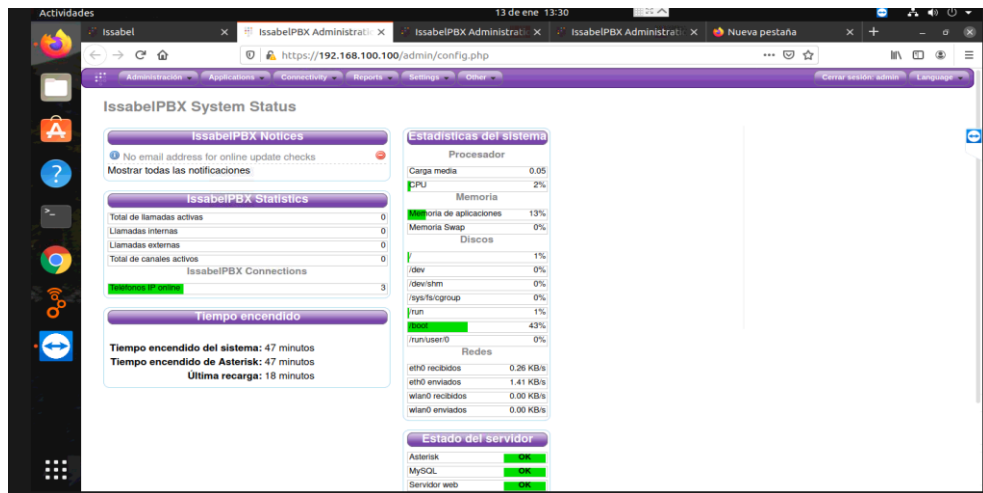 Actividades
13 de ene 13:30
Issabel
IssabelPBX Administratio
IssabelPBX Administratio
IssabelPBX Administratio
Nueva pestaña
https://192.168.100.100/admin/config.php
Administración
Applications
Connectivity
Reports
Settings
Other
Cerrar sesión: admin
Language
IssabelPBX System Status
IssabelPBX Notices
No email address for online update checks
Mostrar todas las notificaciones
IssabelPBX Statistics
Total de llamadas activas 0
Llamadas internas 0
Llamadas externas 0
Total de canales activos 0
IssabelPBX Connections
Teléfonos IP online 3
Tiempo encendido
Tiempo encendido del sistema: 47 minutos
Tiempo encendido de Asterisk: 47 minutos
Última recarga: 18 minutos
Estadísticas del sistema
Procesador
Carga media 0.05
CPU 2%
Memoria
Memoria de aplicaciones 13%
Memoria Swap 0%
Discos
/ 1%
/dev 0%
/dev/shm 0%
/sys/fs/cgroup 0%
/run 1%
/boot 43%
/run/user/0 0%
Redes
eth0 recibidos 0.26 KB/s
eth0 enviados 1.41 KB/s
wlan0 recibidos 0.00 KB/s
wlan0 enviados 0.00 KB/s
Estado del servidor
Asterisk OK
MySQL OK
Servidor web OK